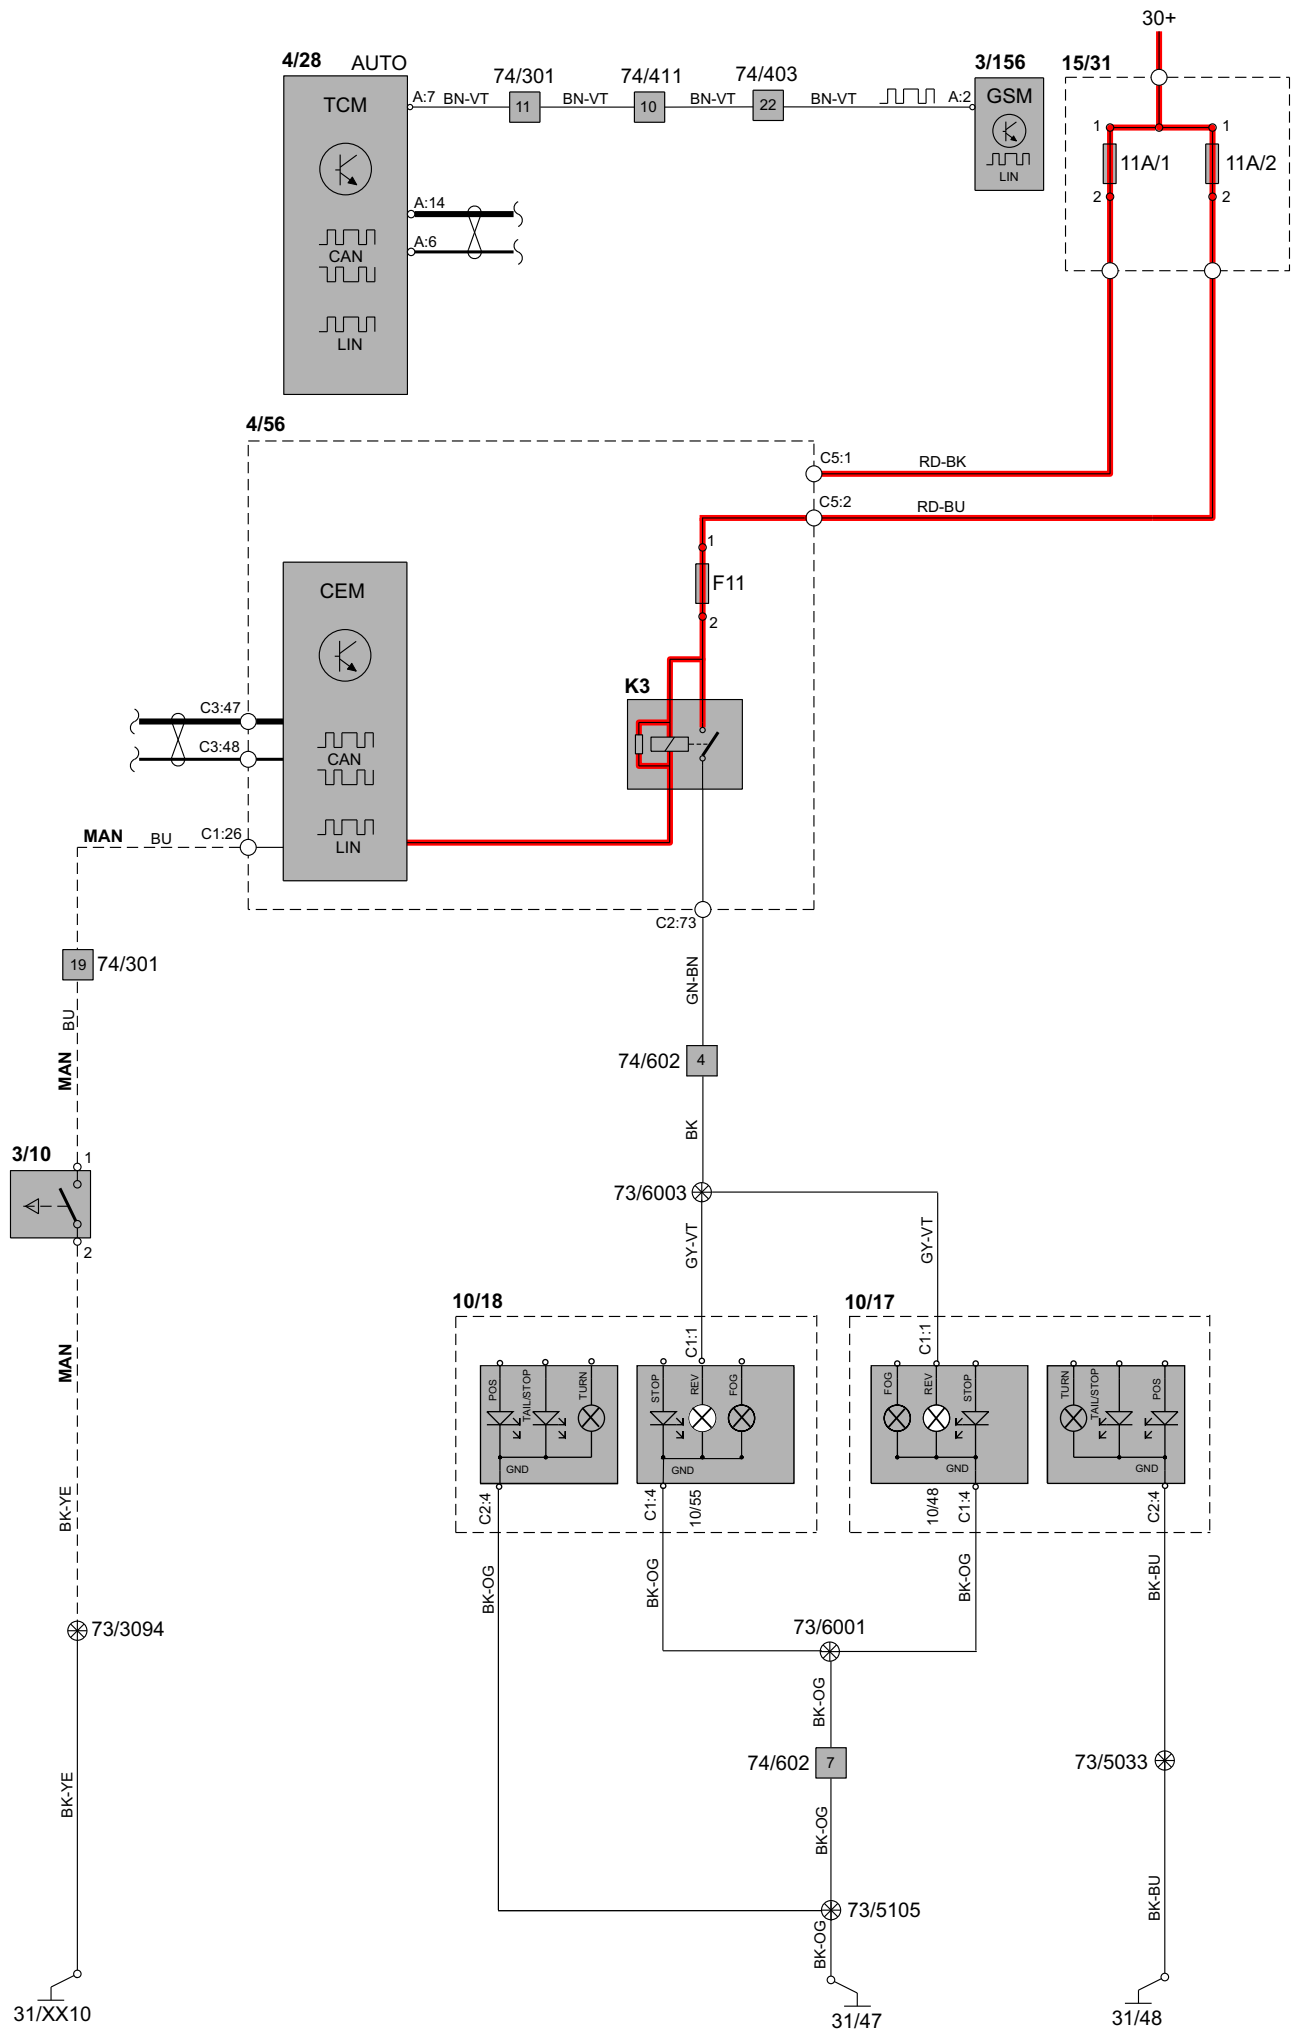 30+
4/28 AUTO
74/301 74/411 74/403
3/156 15/31
TCM
A:7 BN-VT 11 BN-VT 10 BN-VT 22 BN-VT A:2
GSM
LIN
1 1
11A/1 11A/2
2 2
A:14
A:6
CAN
LIN
4/56
C5:1 RD-BK
C5:2 RD-BU
1
F11
2
CEM
K3
C3:47
C3:48
CAN
MAN BU C1:26
LIN
C2:73
19 74/301
GN-BN
BU
MAN
74/602 4
BK
3/10 1
2
73/6003
GY-VT GY-VT
MAN
10/18 10/17
C1:1 C1:1
POS TAIL/STOP TURN STOP REV FOG FOG REV STOP TURN TAIL/STOP POS
GND GND GND GND
C2:4 C1:4 10/55 10/48 C1:4 C2:4
BK-YE
BK-OG BK-OG BK-OG BK-BU
73/3094
73/6001
BK-OG
74/602 7
73/5033
BK-YE
BK-OG
73/5105
BK-BU
BK-OG
31/XX10 31/47 31/48